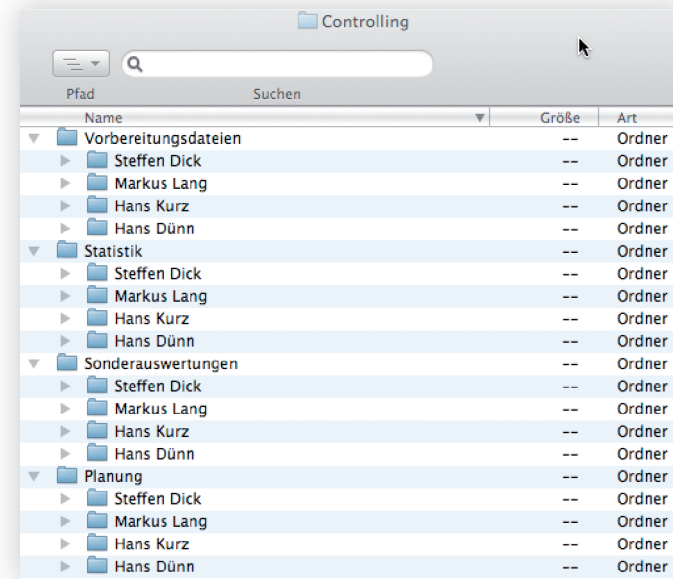 Controlling
Pfad Suchen
Name Größe Art
Vorbereitungsdateien -- Ordner
Steffen Dick -- Ordner
Markus Lang -- Ordner
Hans Kurz -- Ordner
Hans Dünn -- Ordner
Statistik -- Ordner
Steffen Dick -- Ordner
Markus Lang -- Ordner
Hans Kurz -- Ordner
Hans Dünn -- Ordner
Sonderauswertungen -- Ordner
Steffen Dick -- Ordner
Markus Lang -- Ordner
Hans Kurz -- Ordner
Hans Dünn -- Ordner
Planung -- Ordner
Steffen Dick -- Ordner
Markus Lang -- Ordner
Hans Kurz -- Ordner
Hans Dünn -- Ordner